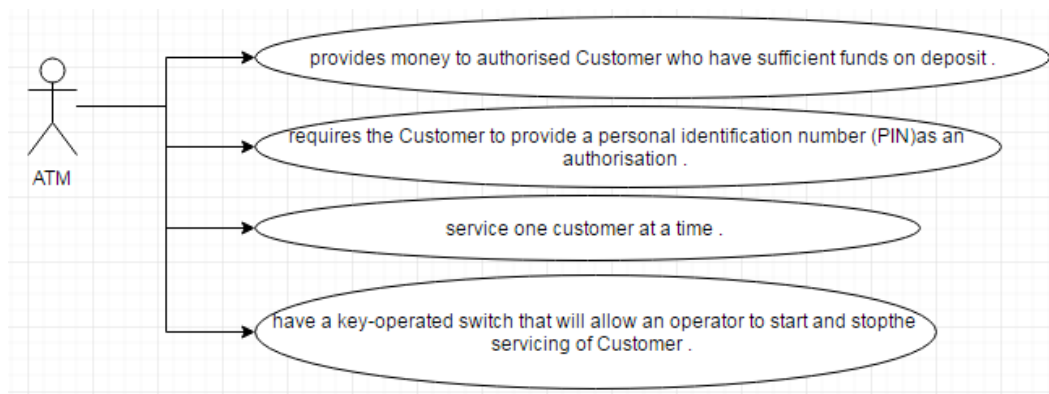 provides money to authorised Customer who have sufficient funds on deposit .
requires the Customer to provide a personal identification number (PIN)as an
authorisation .
ATM
service one customer at a time .
have a key-operated switch that will allow an operator to start and stopthe
servicing of Customer .